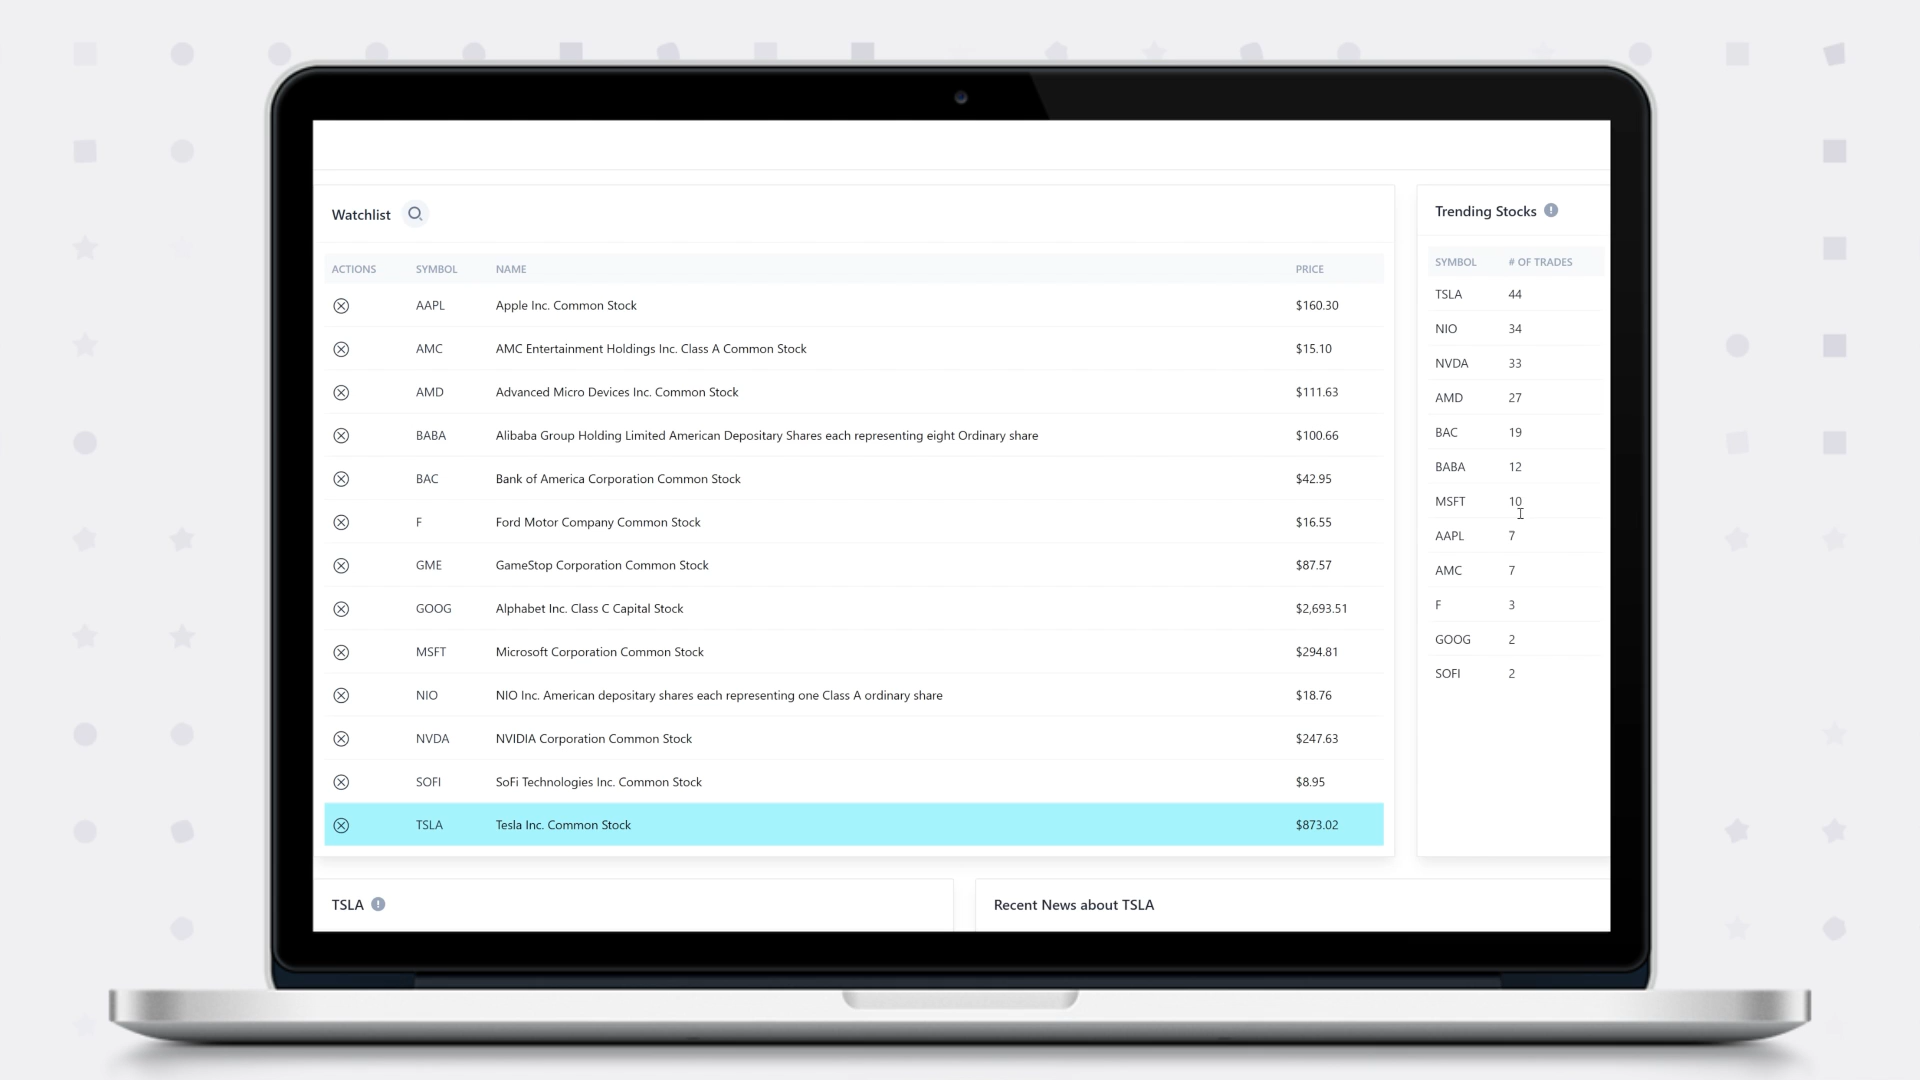 Watchlist
ACTIONS SYMBOL NAME PRICE
AAPL Apple Inc. Common Stock $160.30
AMC AMC Entertainment Holdings Inc. Class A Common Stock $15.10
AMD Advanced Micro Devices Inc. Common Stock $111.63
BABA Alibaba Group Holding Limited American Depositary Shares each representing eight Ordinary share $100.66
BAC Bank of America Corporation Common Stock $42.95
F Ford Motor Company Common Stock $16.55
GME GameStop Corporation Common Stock $87.57
GOOG Alphabet Inc. Class C Capital Stock $2,693.51
MSFT Microsoft Corporation Common Stock $294.81
NIO NIO Inc. American depositary shares each representing one Class A ordinary share $18.76
NVDA NVIDIA Corporation Common Stock $247.63
SOFI SoFi Technologies Inc. Common Stock $8.95
TSLA Tesla Inc. Common Stock $873.02
Trending Stocks
SYMBOL # OF TRADES
TSLA 44
NIO 34
NVDA 33
AMD 27
BAC 19
BABA 12
MSFT 10
AAPL 7
AMC 7
F 3
GOOG 2
SOFI 2
TSLA
Recent News about TSLA